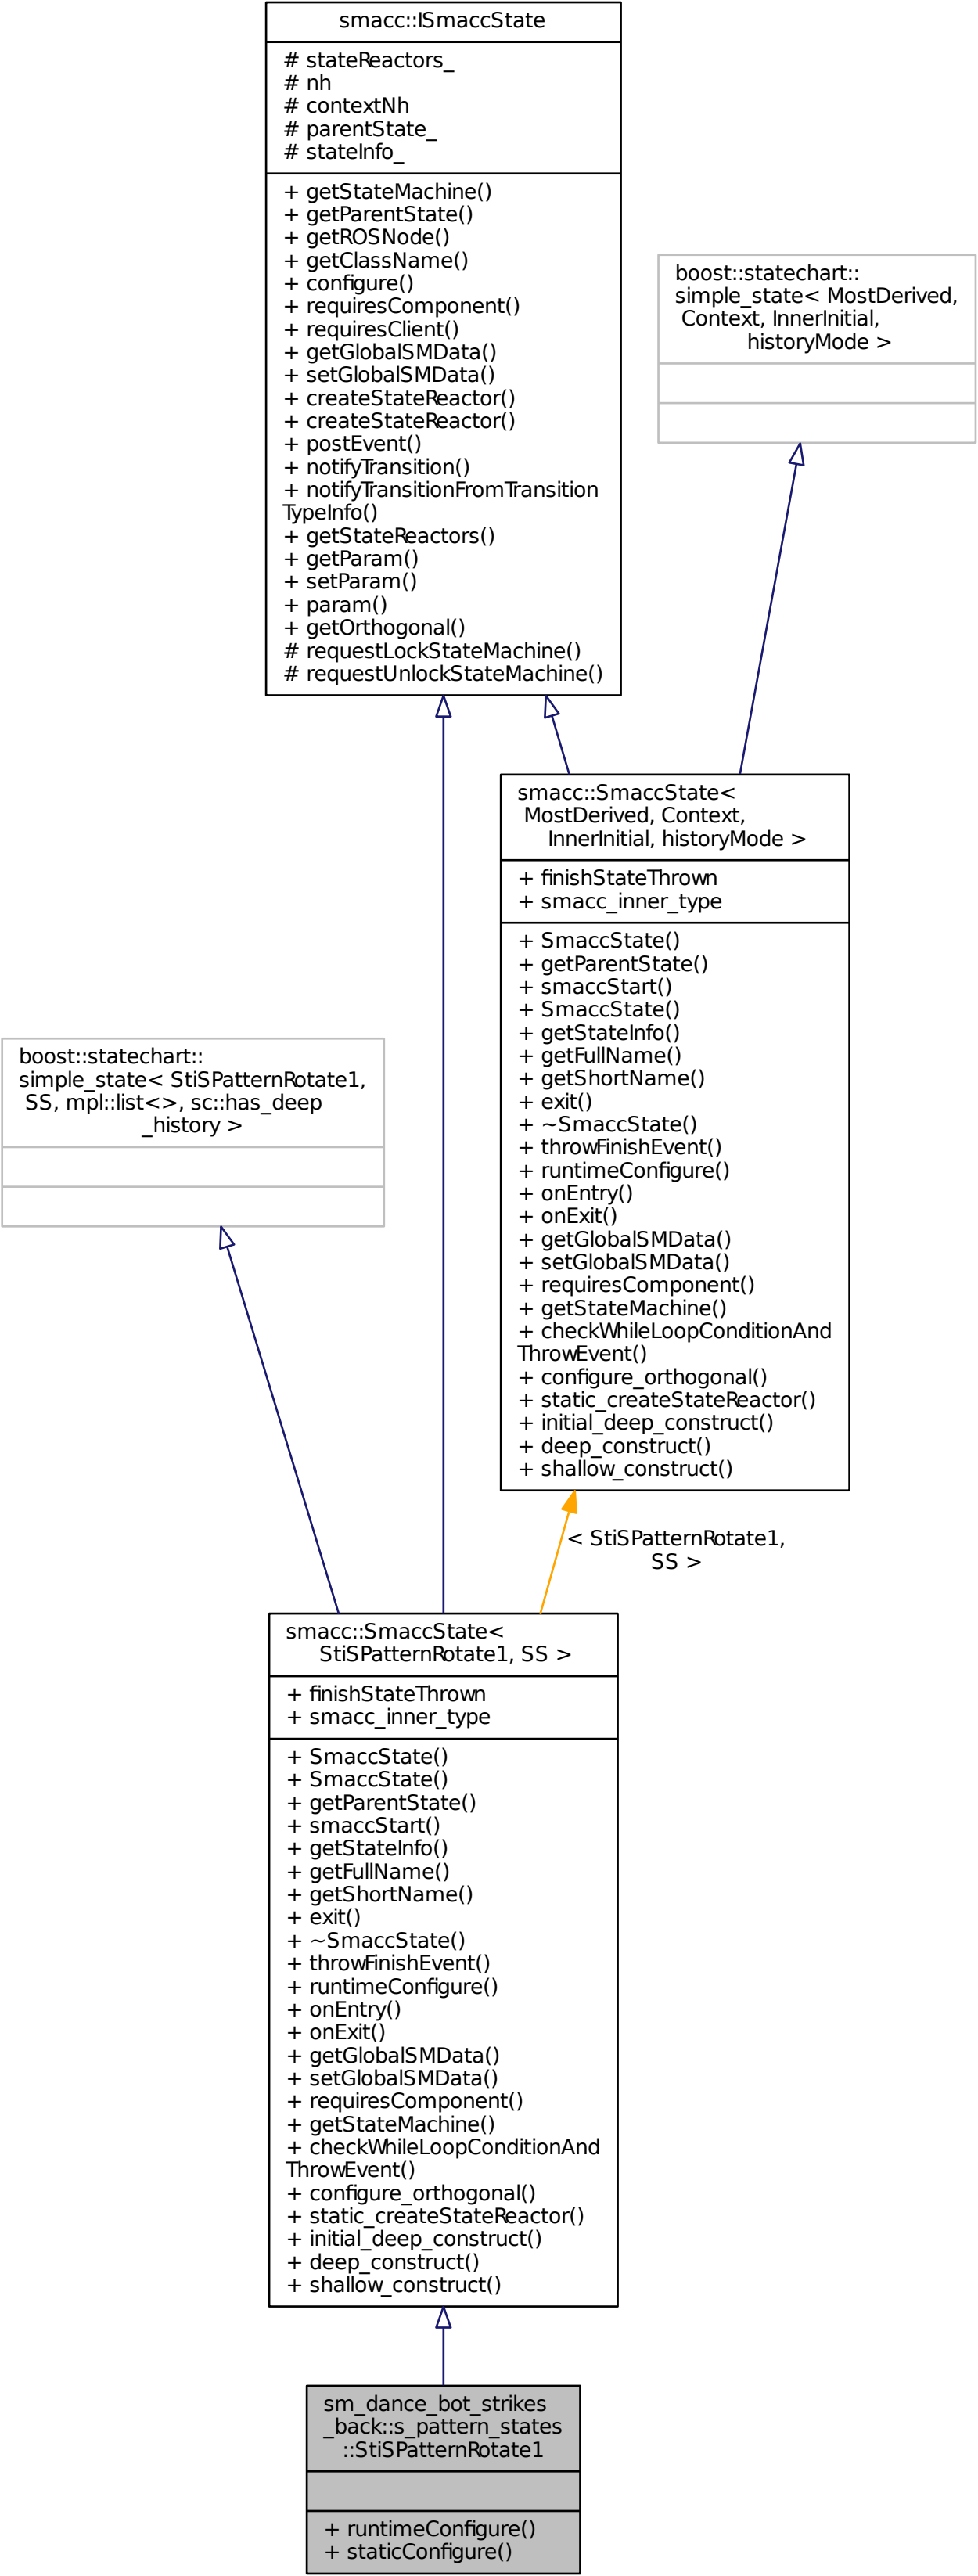 smacc::ISmaccState
# stateReactors_
# nh
# contextNh
# parentState_
# stateInfo_
+ getStateMachine()
+ getParentState()
+ getROSNode()
+ getClassName()
+ configure()
+ requiresComponent()
+ requiresClient()
+ getGlobalSMData()
+ setGlobalSMData()
+ createStateReactor()
+ createStateReactor()
+ postEvent()
+ notifyTransition()
+ notifyTransitionFromTransition
TypeInfo()
+ getStateReactors()
+ getParam()
+ setParam()
+ param()
+ getOrthogonal()
# requestLockStateMachine()
# requestUnlockStateMachine()
boost::statechart::
simple_state< MostDerived,
Context, InnerInitial,
historyMode >
smacc::SmaccState<
MostDerived, Context,
InnerInitial, historyMode >
+ finishStateThrown
+ smacc_inner_type
+ SmaccState()
+ getParentState()
+ smaccStart()
+ SmaccState()
+ getStateInfo()
+ getFullName()
+ getShortName()
+ exit()
+ ~SmaccState()
+ throwFinishEvent()
+ runtimeConfigure()
+ onEntry()
+ onExit()
+ getGlobalSMData()
+ setGlobalSMData()
+ requiresComponent()
+ getStateMachine()
+ checkWhileLoopConditionAnd
ThrowEvent()
+ configure_orthogonal()
+ static_createStateReactor()
+ initial_deep_construct()
+ deep_construct()
+ shallow_construct()
boost::statechart::
simple_state< StiSPatternRotate1,
SS, mpl::list<>, sc::has_deep
_history >
< StiSPatternRotate1,
SS >
smacc::SmaccState<
StiSPatternRotate1, SS >
+ finishStateThrown
+ smacc_inner_type
+ SmaccState()
+ SmaccState()
+ getParentState()
+ smaccStart()
+ getStateInfo()
+ getFullName()
+ getShortName()
+ exit()
+ ~SmaccState()
+ throwFinishEvent()
+ runtimeConfigure()
+ onEntry()
+ onExit()
+ getGlobalSMData()
+ setGlobalSMData()
+ requiresComponent()
+ getStateMachine()
+ checkWhileLoopConditionAnd
ThrowEvent()
+ configure_orthogonal()
+ static_createStateReactor()
+ initial_deep_construct()
+ deep_construct()
+ shallow_construct()
sm_dance_bot_strikes
_back::s_pattern_states
::StiSPatternRotate1
+ runtimeConfigure()
+ staticConfigure()